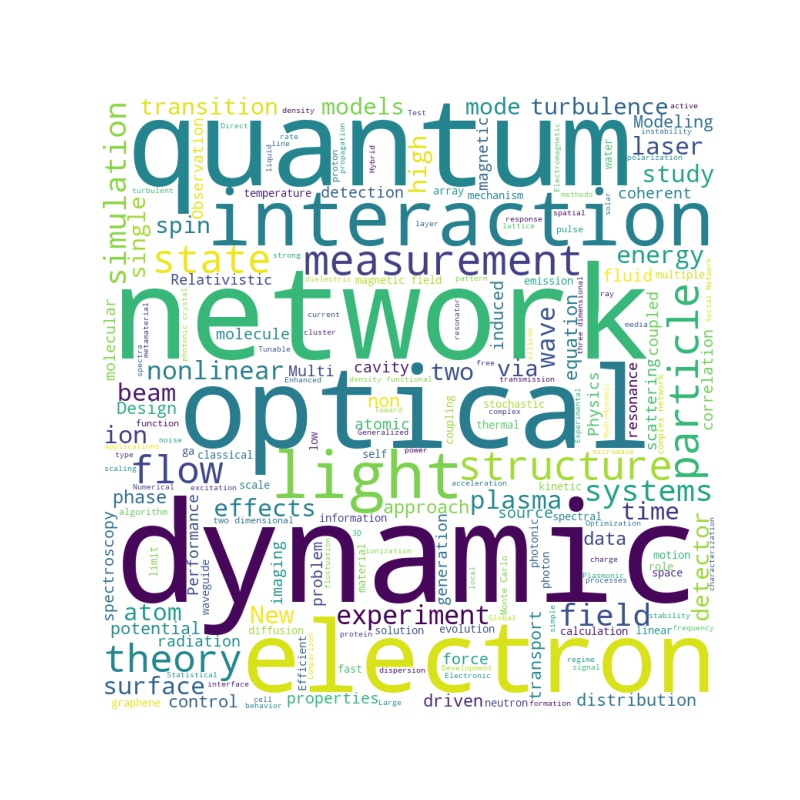 transition
models
mode
turbulence
density
Test
active
Modeling
quantum
simulation
single
Observation
Direct
turbulent
liquid
rate
line
proton
propagation
Hybrid
high
magnetic
Electromagnetic
water
instability
laser
polarization
study
temperature
detection
array
mechanism
methods
solar
coherent
spin
interaction
layer
response
lattice
spatial
pulse
state
strong
measurement
energy
Relativistic
dielectric
magnetic field
pattern
emission
fluid
multiple
molecular
spectra
metamaterial
photonic crystal
network
current
molecule
cluster
Tunable
resonator
induced
wave
equation
silicon
three dimensional
ray
media
scattering
coupled
particle
correlation
Social Network
nonlinear
Multi
Enhanced
cavity
density functional
two
free
via
transmission
beam
Design
function
optical
non
Toward
atomic
Generalized
coupling
stochastic
complex
thermal
Experimental
Physics
Hydrodynamic
resonance
complex network
microwave
ion
noise
applications
type
scaling
low
ga
classical
self
power
flow
Numerical
excitation
scale
light
acceleration
kinetic
structure
phase
algorithm
effects
approach
plasma
systems
two dimensional
information
source
spectral
Optimization
time
spectroscopy
limit
Performance
waveguide
imaging
problem
fluctuation
3D
material
ionization
generation
local
Monte Carlo
photonic
photon
charge
Plasmonic
processes
data
motion
role
space
detector
characterization
dynamic
atom
New
experiment
Global
simple
field
stability
potential
diffusion
protein
solution
evolution
calculation
linear
frequency
radiation
theory
Statistical
Efficient
Comparison
electron
fast
dispersion
force
Development
Electronic
transport
regime
signal
surface
interface
graphene
control
cell
behavior
properties
Large
driven
neutron
formation
distribution